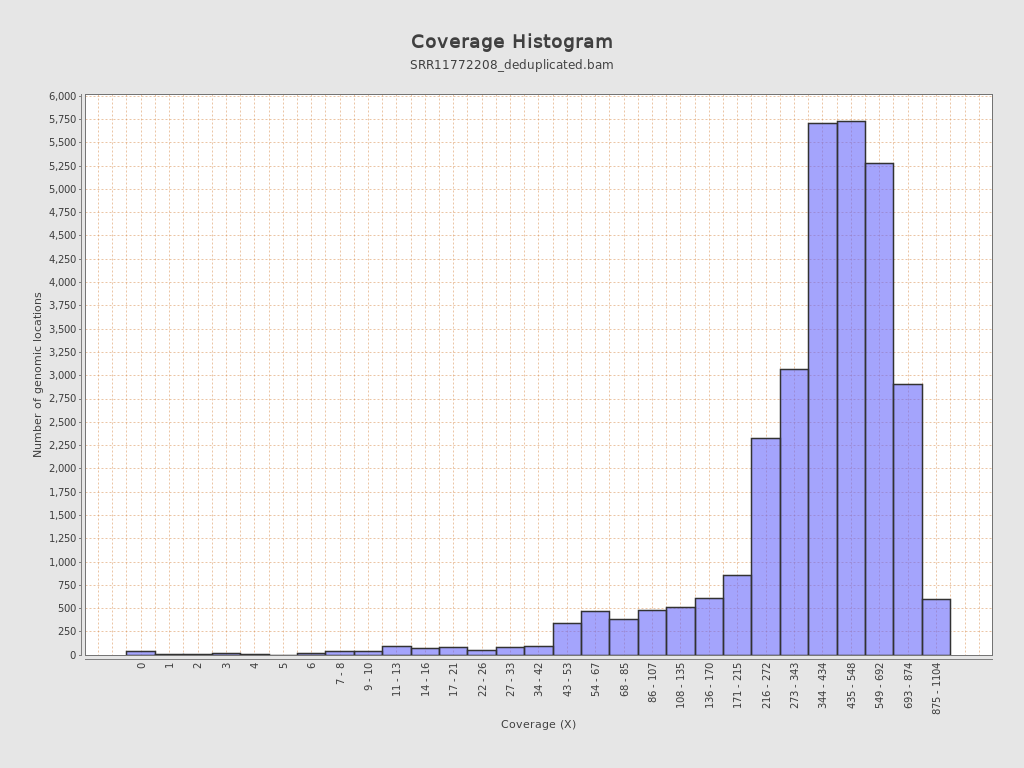 Coverage Histogram
SRR11772208_deduplicated.bam
Number of genomic locations
6,000
5,750
5,500
5,250
5,000
4,750
4,500
4,250
4,000
3,750
3,500
3,250
3,000
2,750
2,500
2,250
2,000
1,750
1,500
1,250
1,000
750
500
250
0
0
1
2
3
4
5
6
7 - 8
9 - 10
11 - 13
14 - 16
17 - 21
22 - 26
27 - 33
34 - 42
43 - 53
54 - 67
68 - 85
86 - 107
108 - 135
136 - 170
171 - 215
216 - 272
273 - 343
344 - 434
435 - 548
549 - 692
693 - 874
875 - 1104
Coverage (X)